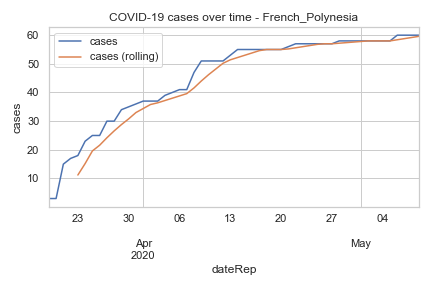 COVID-19 cases over time - French_Polynesia
cases
cases (rolling)
cases
60
50
40
30
20
10
23 30 06 13 20 27 04
Apr May
2020
dateRep